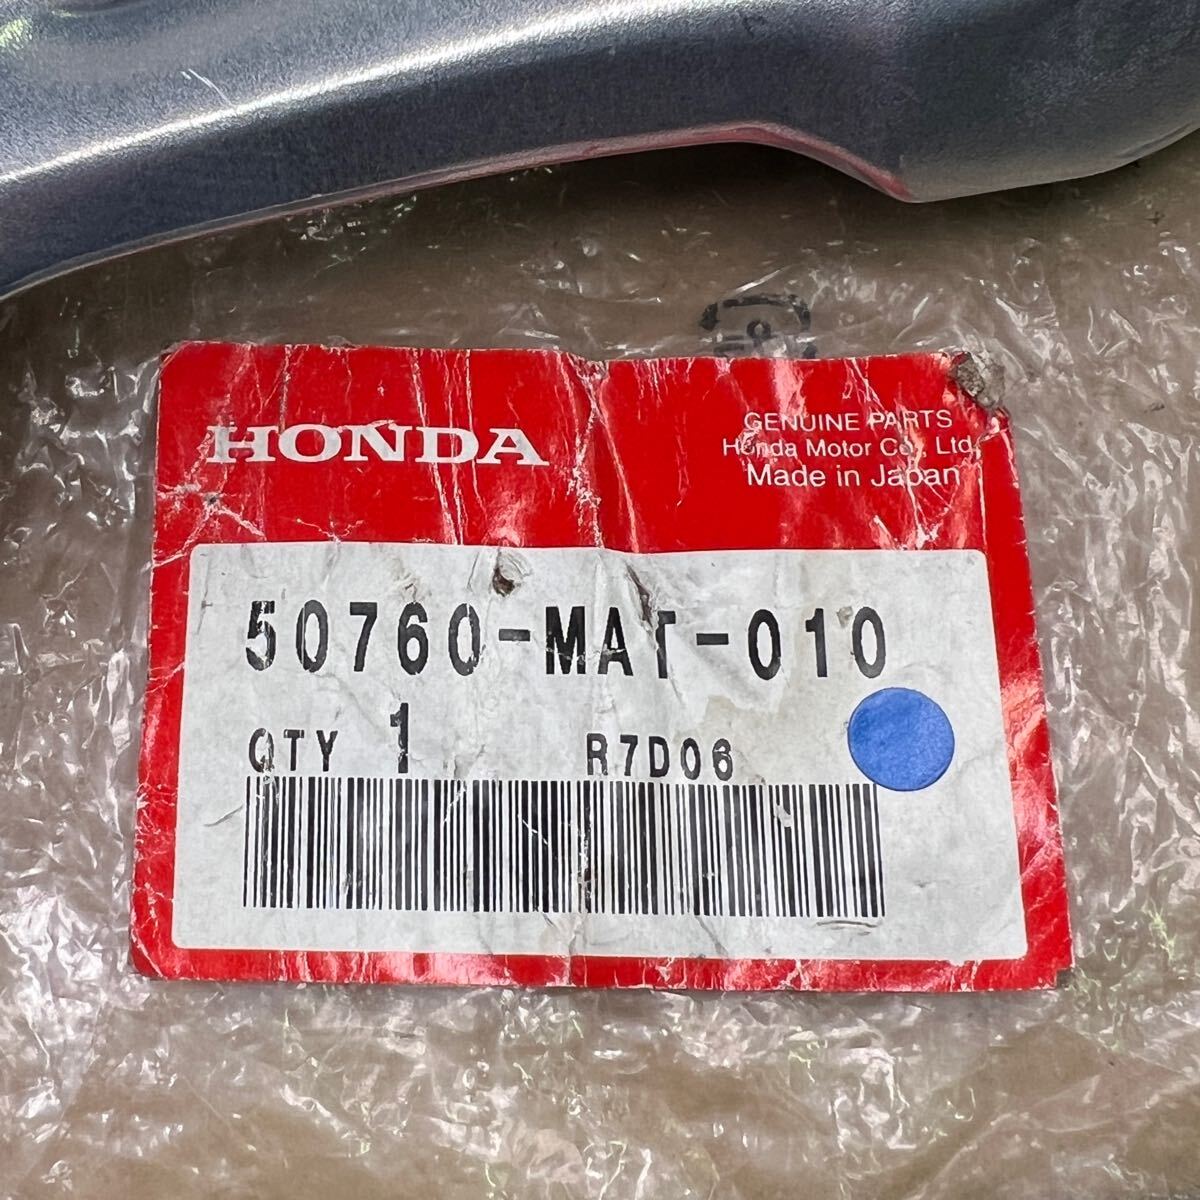 HONDA
GENUINE PARTS
Honda Motor Co., Ltd.
Made in Japan
50760-MAT-010
QTY 1 R7D06